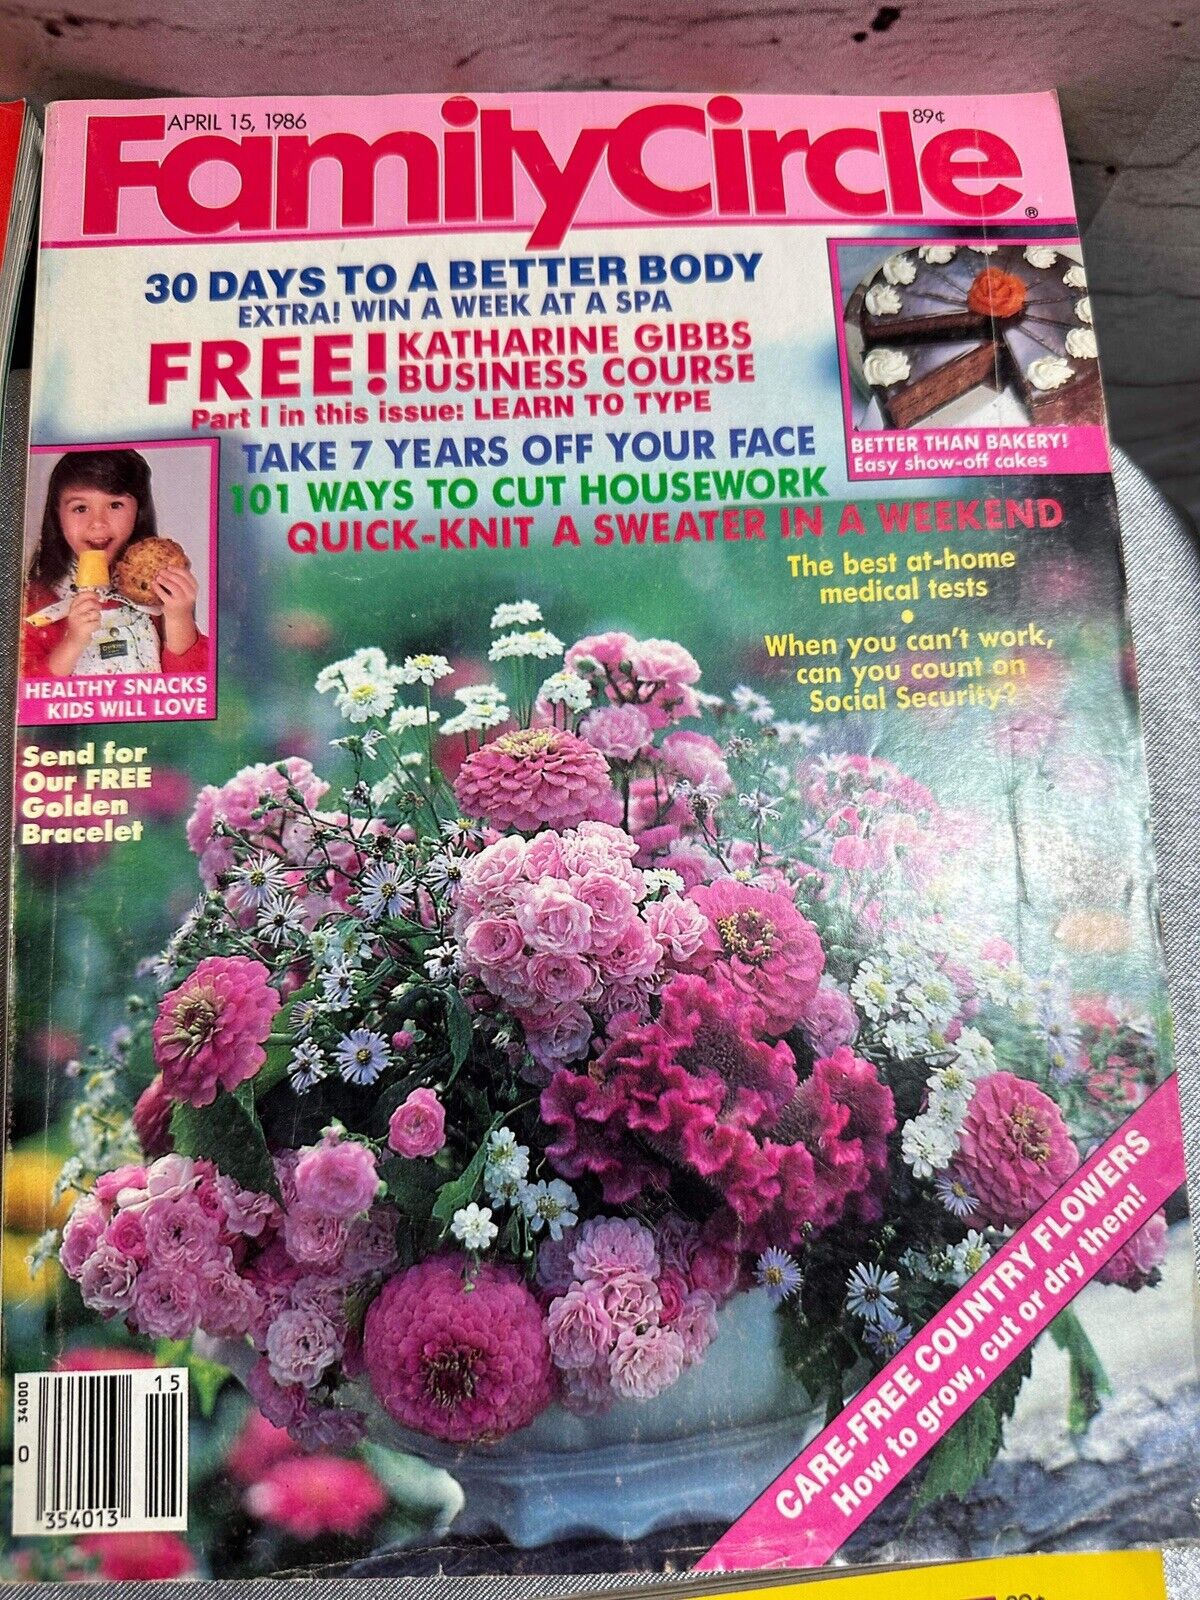 APRIL 15, 1986
89¢
FamilyCircle®
30 DAYS TO A BETTER BODY
EXTRA! WIN A WEEK AT A SPA
FREE! KATHARINE GIBBS
BUSINESS COURSE
Part I in this issue: LEARN TO TYPE
TAKE 7 YEARS OFF YOUR FACE
101 WAYS TO CUT HOUSEWORK
QUICK-KNIT A SWEATER IN A WEEKEND
BETTER THAN BAKERY!
Easy show-off cakes
The best at-home
medical tests
•
When you can't work,
can you count on
Social Security?
HEALTHY SNACKS
KIDS WILL LOVE
Send for
Our FREE
Golden
Bracelet
CARE-FREE COUNTRY FLOWERS
How to grow, cut or dry them!
15
0 34000
354013